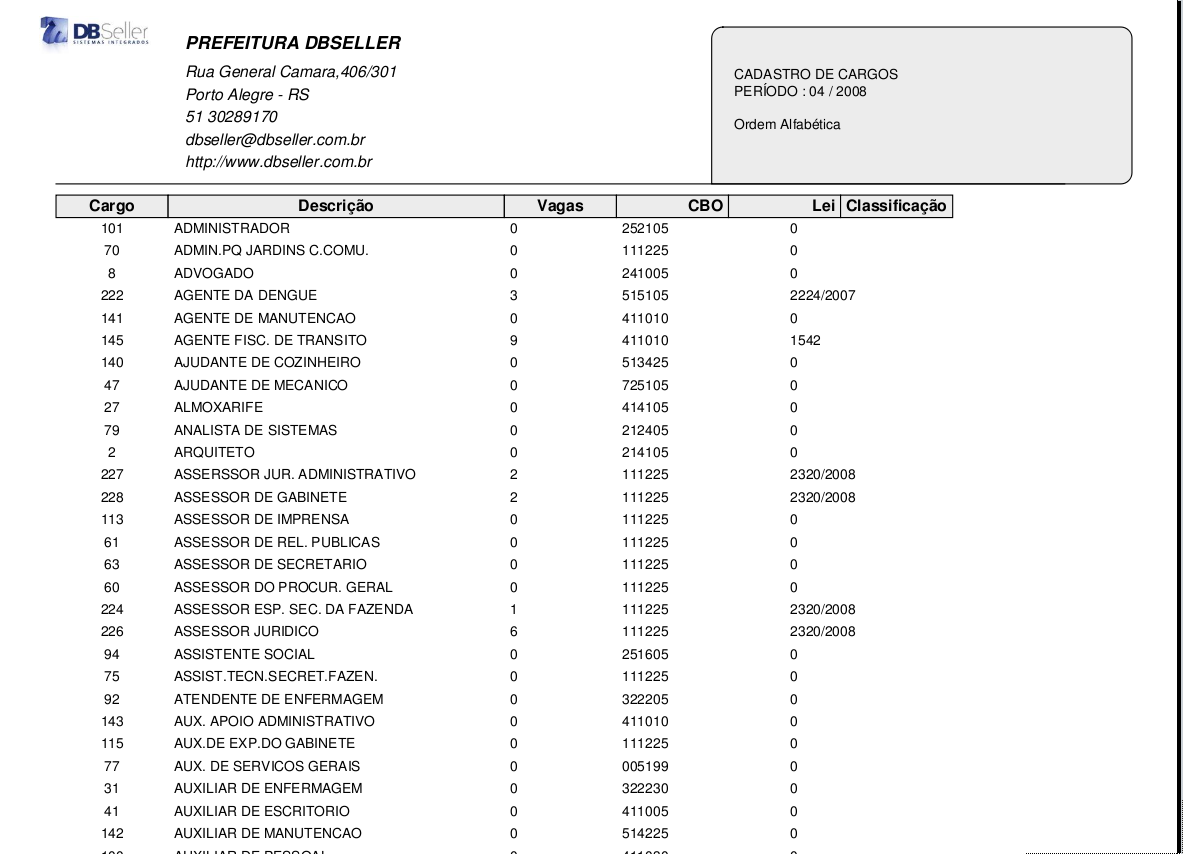 DBSeller
SISTEMAS INTEGRADOS
PREFEITURA DBSELLER
Rua General Camara,406/301
Porto Alegre - RS
51 30289170
dbseller@dbseller.com.br
http://www.dbseller.com.br
CADASTRO DE CARGOS
PERÍODO : 04 / 2008
Ordem Alfabética
Cargo Descrição Vagas CBO Lei Classificação
101 ADMINISTRADOR 0 252105 0
70 ADMIN.PQ JARDINS C.COMU. 0 111225 0
8 ADVOGADO 0 241005 0
222 AGENTE DA DENGUE 3 515105 2224/2007
141 AGENTE DE MANUTENCAO 0 411010 0
145 AGENTE FISC. DE TRANSITO 9 411010 1542
140 AJUDANTE DE COZINHEIRO 0 513425 0
47 AJUDANTE DE MECANICO 0 725105 0
27 ALMOXARIFE 0 414105 0
79 ANALISTA DE SISTEMAS 0 212405 0
2 ARQUITETO 0 214105 0
227 ASSERSSOR JUR. ADMINISTRATIVO 2 111225 2320/2008
228 ASSESSOR DE GABINETE 2 111225 2320/2008
113 ASSESSOR DE IMPRENSA 0 111225 0
61 ASSESSOR DE REL. PUBLICAS 0 111225 0
63 ASSESSOR DE SECRETARIO 0 111225 0
60 ASSESSOR DO PROCUR. GERAL 0 111225 0
224 ASSESSOR ESP. SEC. DA FAZENDA 1 111225 2320/2008
226 ASSESSOR JURIDICO 6 111225 2320/2008
94 ASSISTENTE SOCIAL 0 251605 0
75 ASSIST.TECN.SECRET.FAZEN. 0 111225 0
92 ATENDENTE DE ENFERMAGEM 0 322205 0
143 AUX. APOIO ADMINISTRATIVO 0 411010 0
115 AUX.DE EXP.DO GABINETE 0 111225 0
77 AUX. DE SERVICOS GERAIS 0 005199 0
31 AUXILIAR DE ENFERMAGEM 0 322230 0
41 AUXILIAR DE ESCRITORIO 0 411005 0
142 AUXILIAR DE MANUTENCAO 0 514225 0
AUXILIAR DE PESSOAL